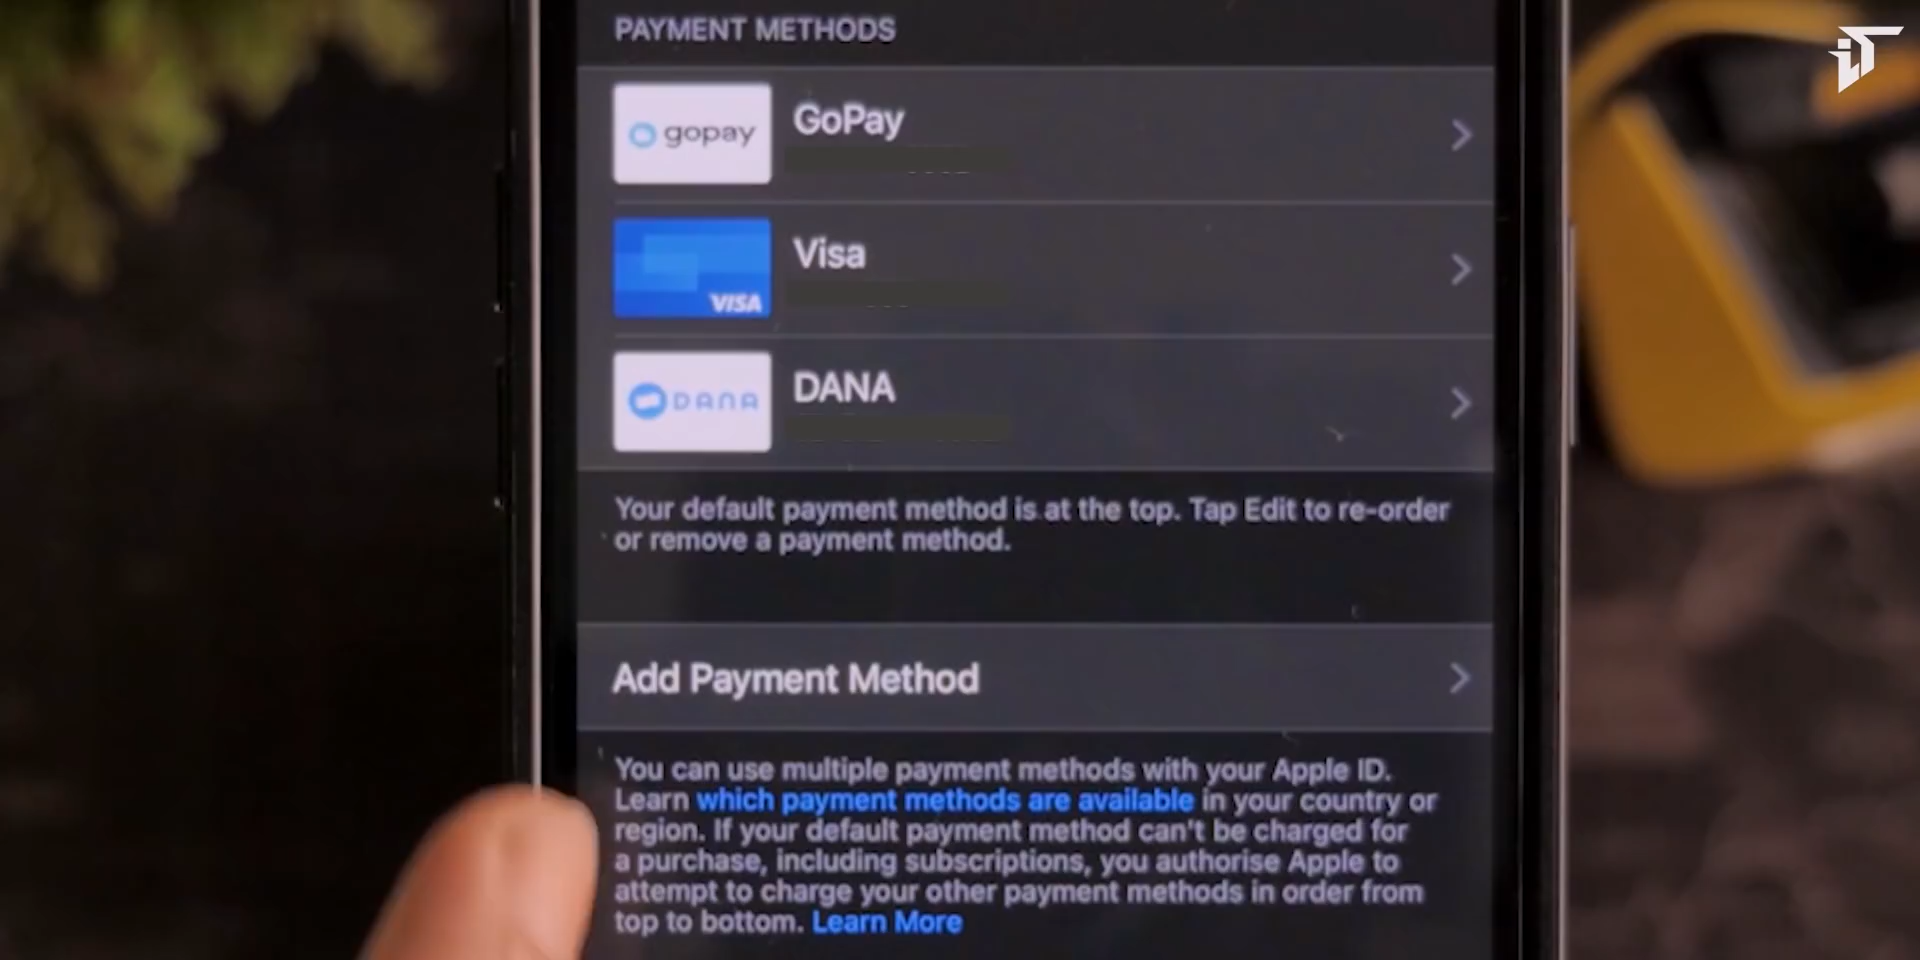 PAYMENT METHODS
gopay
GoPay
Visa
VISA
DANA
DANA
Your default payment method is at the top. Tap Edit to re-order
or remove a payment method.
Add Payment Method
You can use multiple payment methods with your Apple ID.
Learn which payment methods are available in your country or
region. If your default payment method can't be charged for
a purchase, including subscriptions, you authorise Apple to
attempt to charge your other payment methods in order from
top to bottom. Learn More